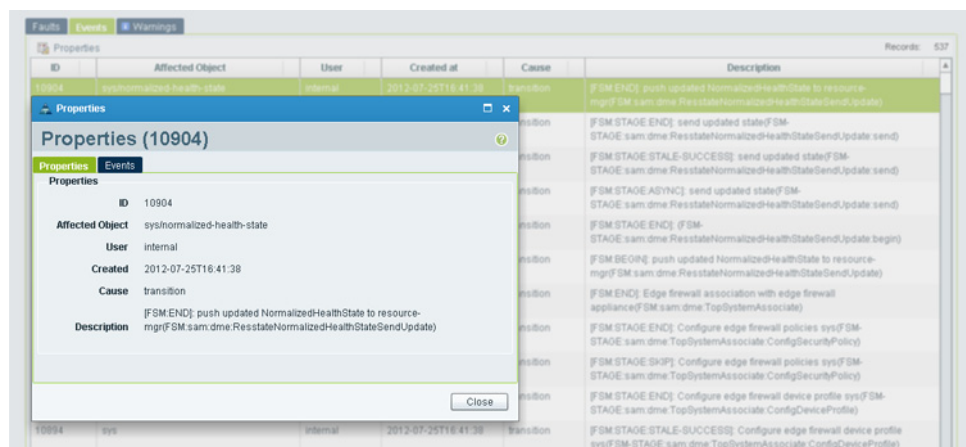 Faults Events Warnings
Properties Records: 537
ID Affected Object User Created at Cause Description
10904 sys/normalized-health-state internal 2012-07-25T16:41:38 transition [FSM:END]: push updated NormalizedHealthState to resource-
mgr(FSM:sam:dme:ResstateNormalizedHealthStateSendUpdate)
Properties
Properties (10904)
Properties Events
Properties
ID 10904
Affected Object sys/normalized-health-state
User internal
Created 2012-07-25T16:41:38
Cause transition
[FSM:END]: push updated NormalizedHealthState to resource-
Description mgr(FSM:sam:dme:ResstateNormalizedHealthStateSendUpdate)
Close
nsition [FSM:STAGE:END]: send updated state(FSM-
STAGE:sam:dme:ResstateNormalizedHealthStateSendUpdate:send)
nsition [FSM:STAGE:STALE-SUCCESS]: send updated state(FSM-
STAGE:sam:dme:ResstateNormalizedHealthStateSendUpdate:send)
nsition [FSM:STAGE:ASYNC]: send updated state(FSM-
STAGE:sam:dme:ResstateNormalizedHealthStateSendUpdate:send)
nsition [FSM:STAGE:END]: (FSM-
STAGE:sam:dme:ResstateNormalizedHealthStateSendUpdate:begin)
nsition [FSM:BEGIN]: push updated NormalizedHealthState to resource-
mgr(FSM:sam:dme:ResstateNormalizedHealthStateSendUpdate)
nsition [FSM:END]: Edge firewall association with edge firewall
appliance(FSM:sam:dme:TopSystemAssociate)
nsition [FSM:STAGE:END]: Configure edge firewall policies sys(FSM-
STAGE:sam:dme:TopSystemAssociate:ConfigSecurityPolicy)
nsition [FSM:STAGE:SKIP]: Configure edge firewall policies sys(FSM-
STAGE:sam:dme:TopSystemAssociate:ConfigSecurityPolicy)
nsition [FSM:STAGE:END]: Configure edge firewall device profile sys(FSM-
STAGE:sam:dme:TopSystemAssociate:ConfigDeviceProfile)
10894 sys internal 2012-07-25T16:41:38 transition [FSM:STAGE:STALE-SUCCESS]: Configure edge firewall device profile
sys(FSM-STAGE:sam:dme:TopSystemAssociate:ConfigDeviceProfile)